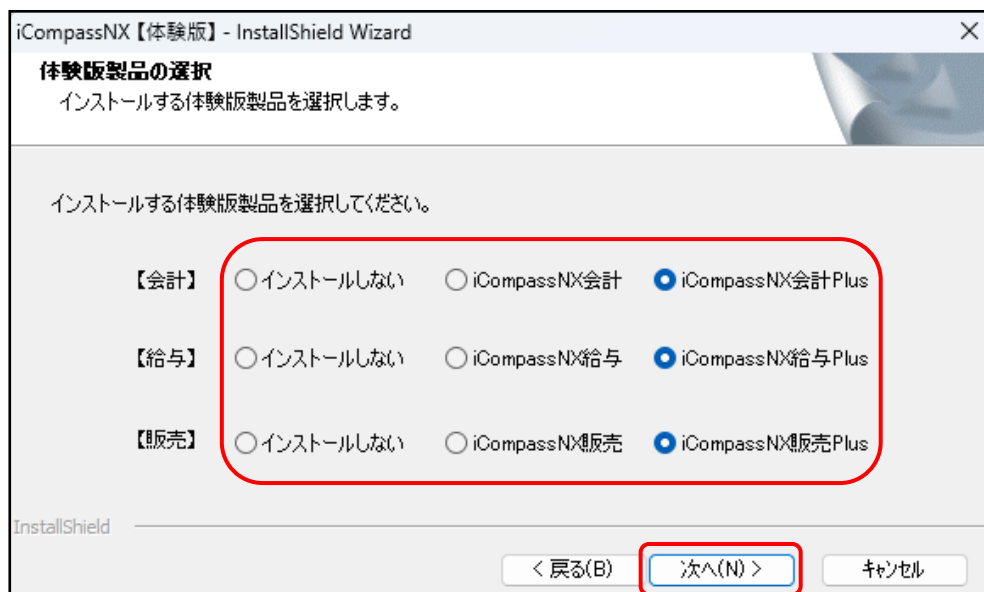 iCompassNX【体験版】 - InstallShield Wizard
体験版製品の選択
インストールする体験版製品を選択します。
インストールする体験版製品を選択してください。
【会計】 インストールしない iCompassNX会計 iCompassNX会計Plus
【給与】 インストールしない iCompassNX給与 iCompassNX給与Plus
【販売】 インストールしない iCompassNX販売 iCompassNX販売Plus
InstallShield
< 戻る(B) 次へ(N) > キャンセル